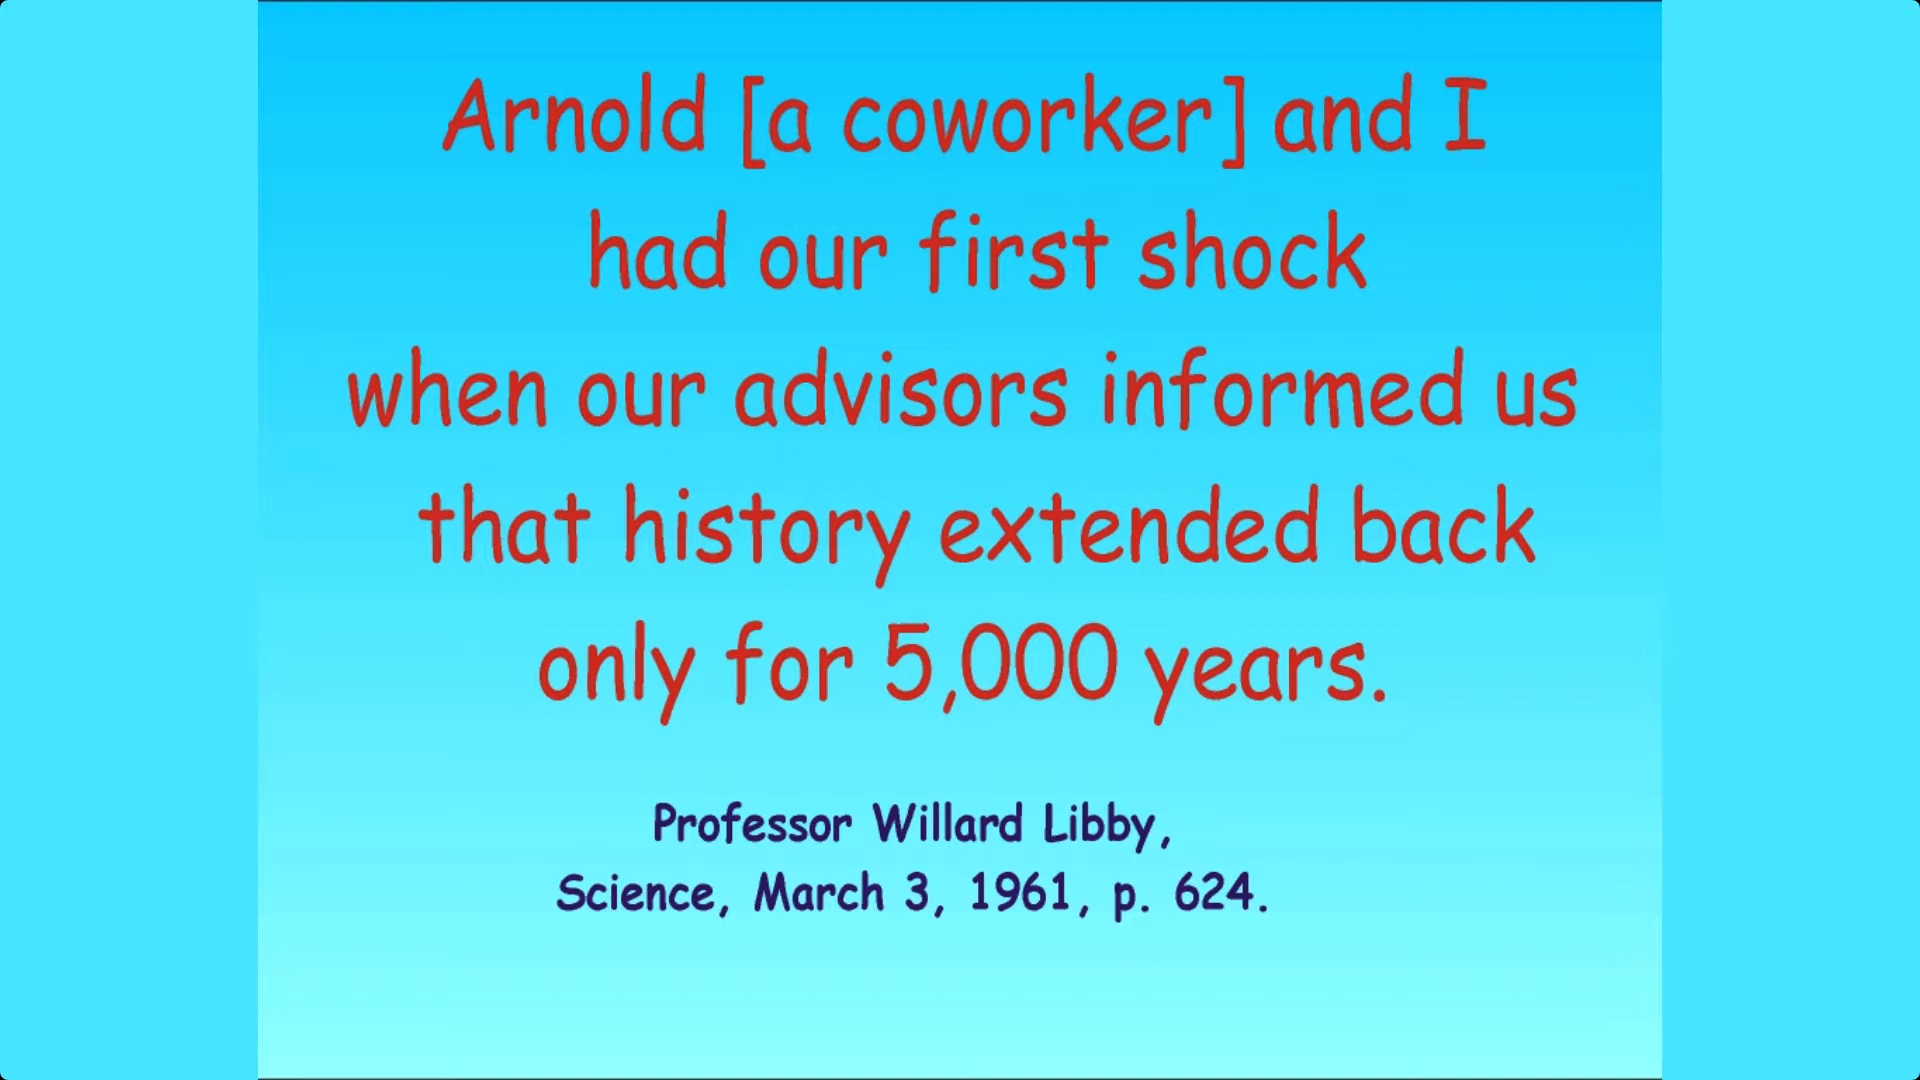 Arnold [a coworker] and I
had our first shock
when our advisors informed us
that history extended back
only for 5,000 years.
Professor Willard Libby,
Science, March 3, 1961, p. 624.